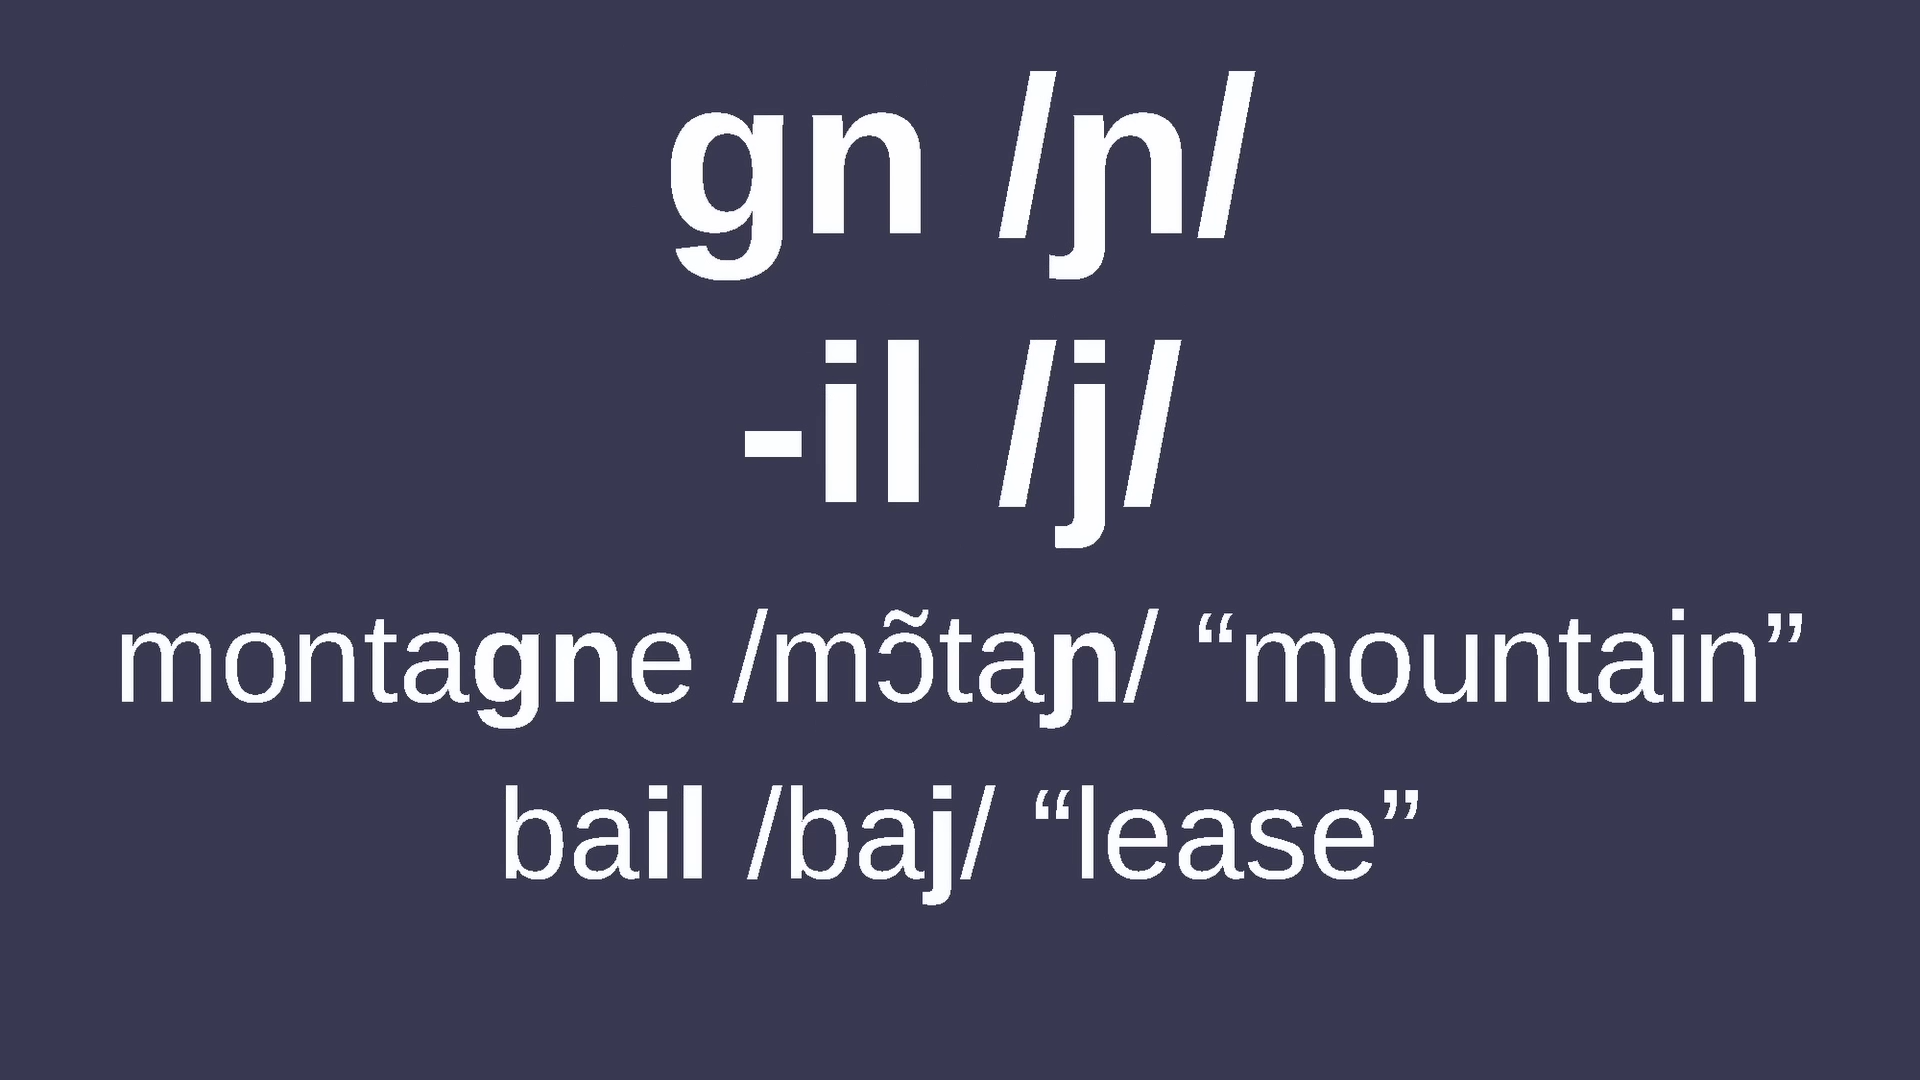 gn /ɲ/
-il /j/
montagne /mɔ̃taɲ/ “mountain”
bail /baj/ “lease”